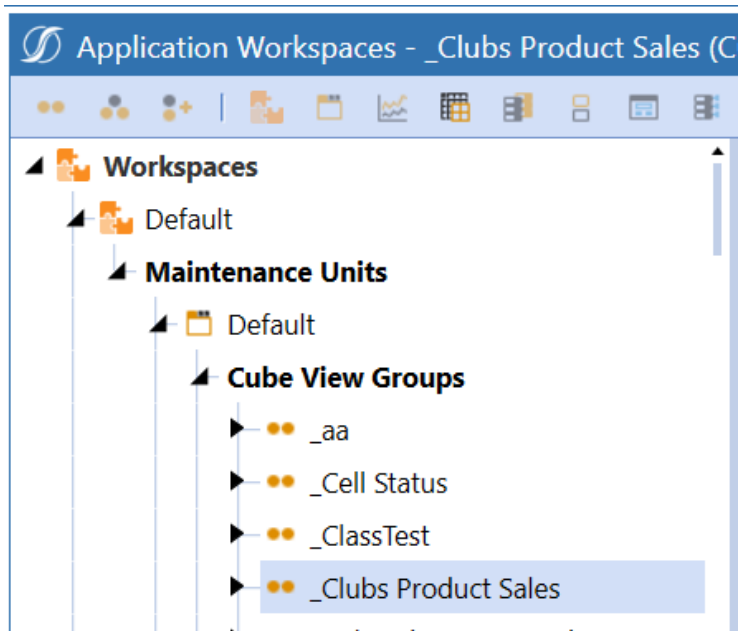 Application Workspaces - _Clubs Product Sales (C
Workspaces
Default
Maintenance Units
Default
Cube View Groups
_aa
_Cell Status
_ClassTest
_Clubs Product Sales